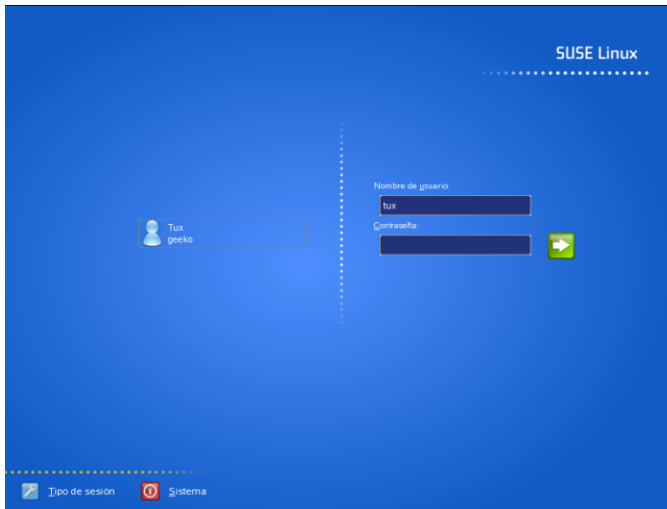 SUSE Linux
Tux
geeko
Nombre de usuario:
tux
Contraseña:
Tipo de sesión
Sistema